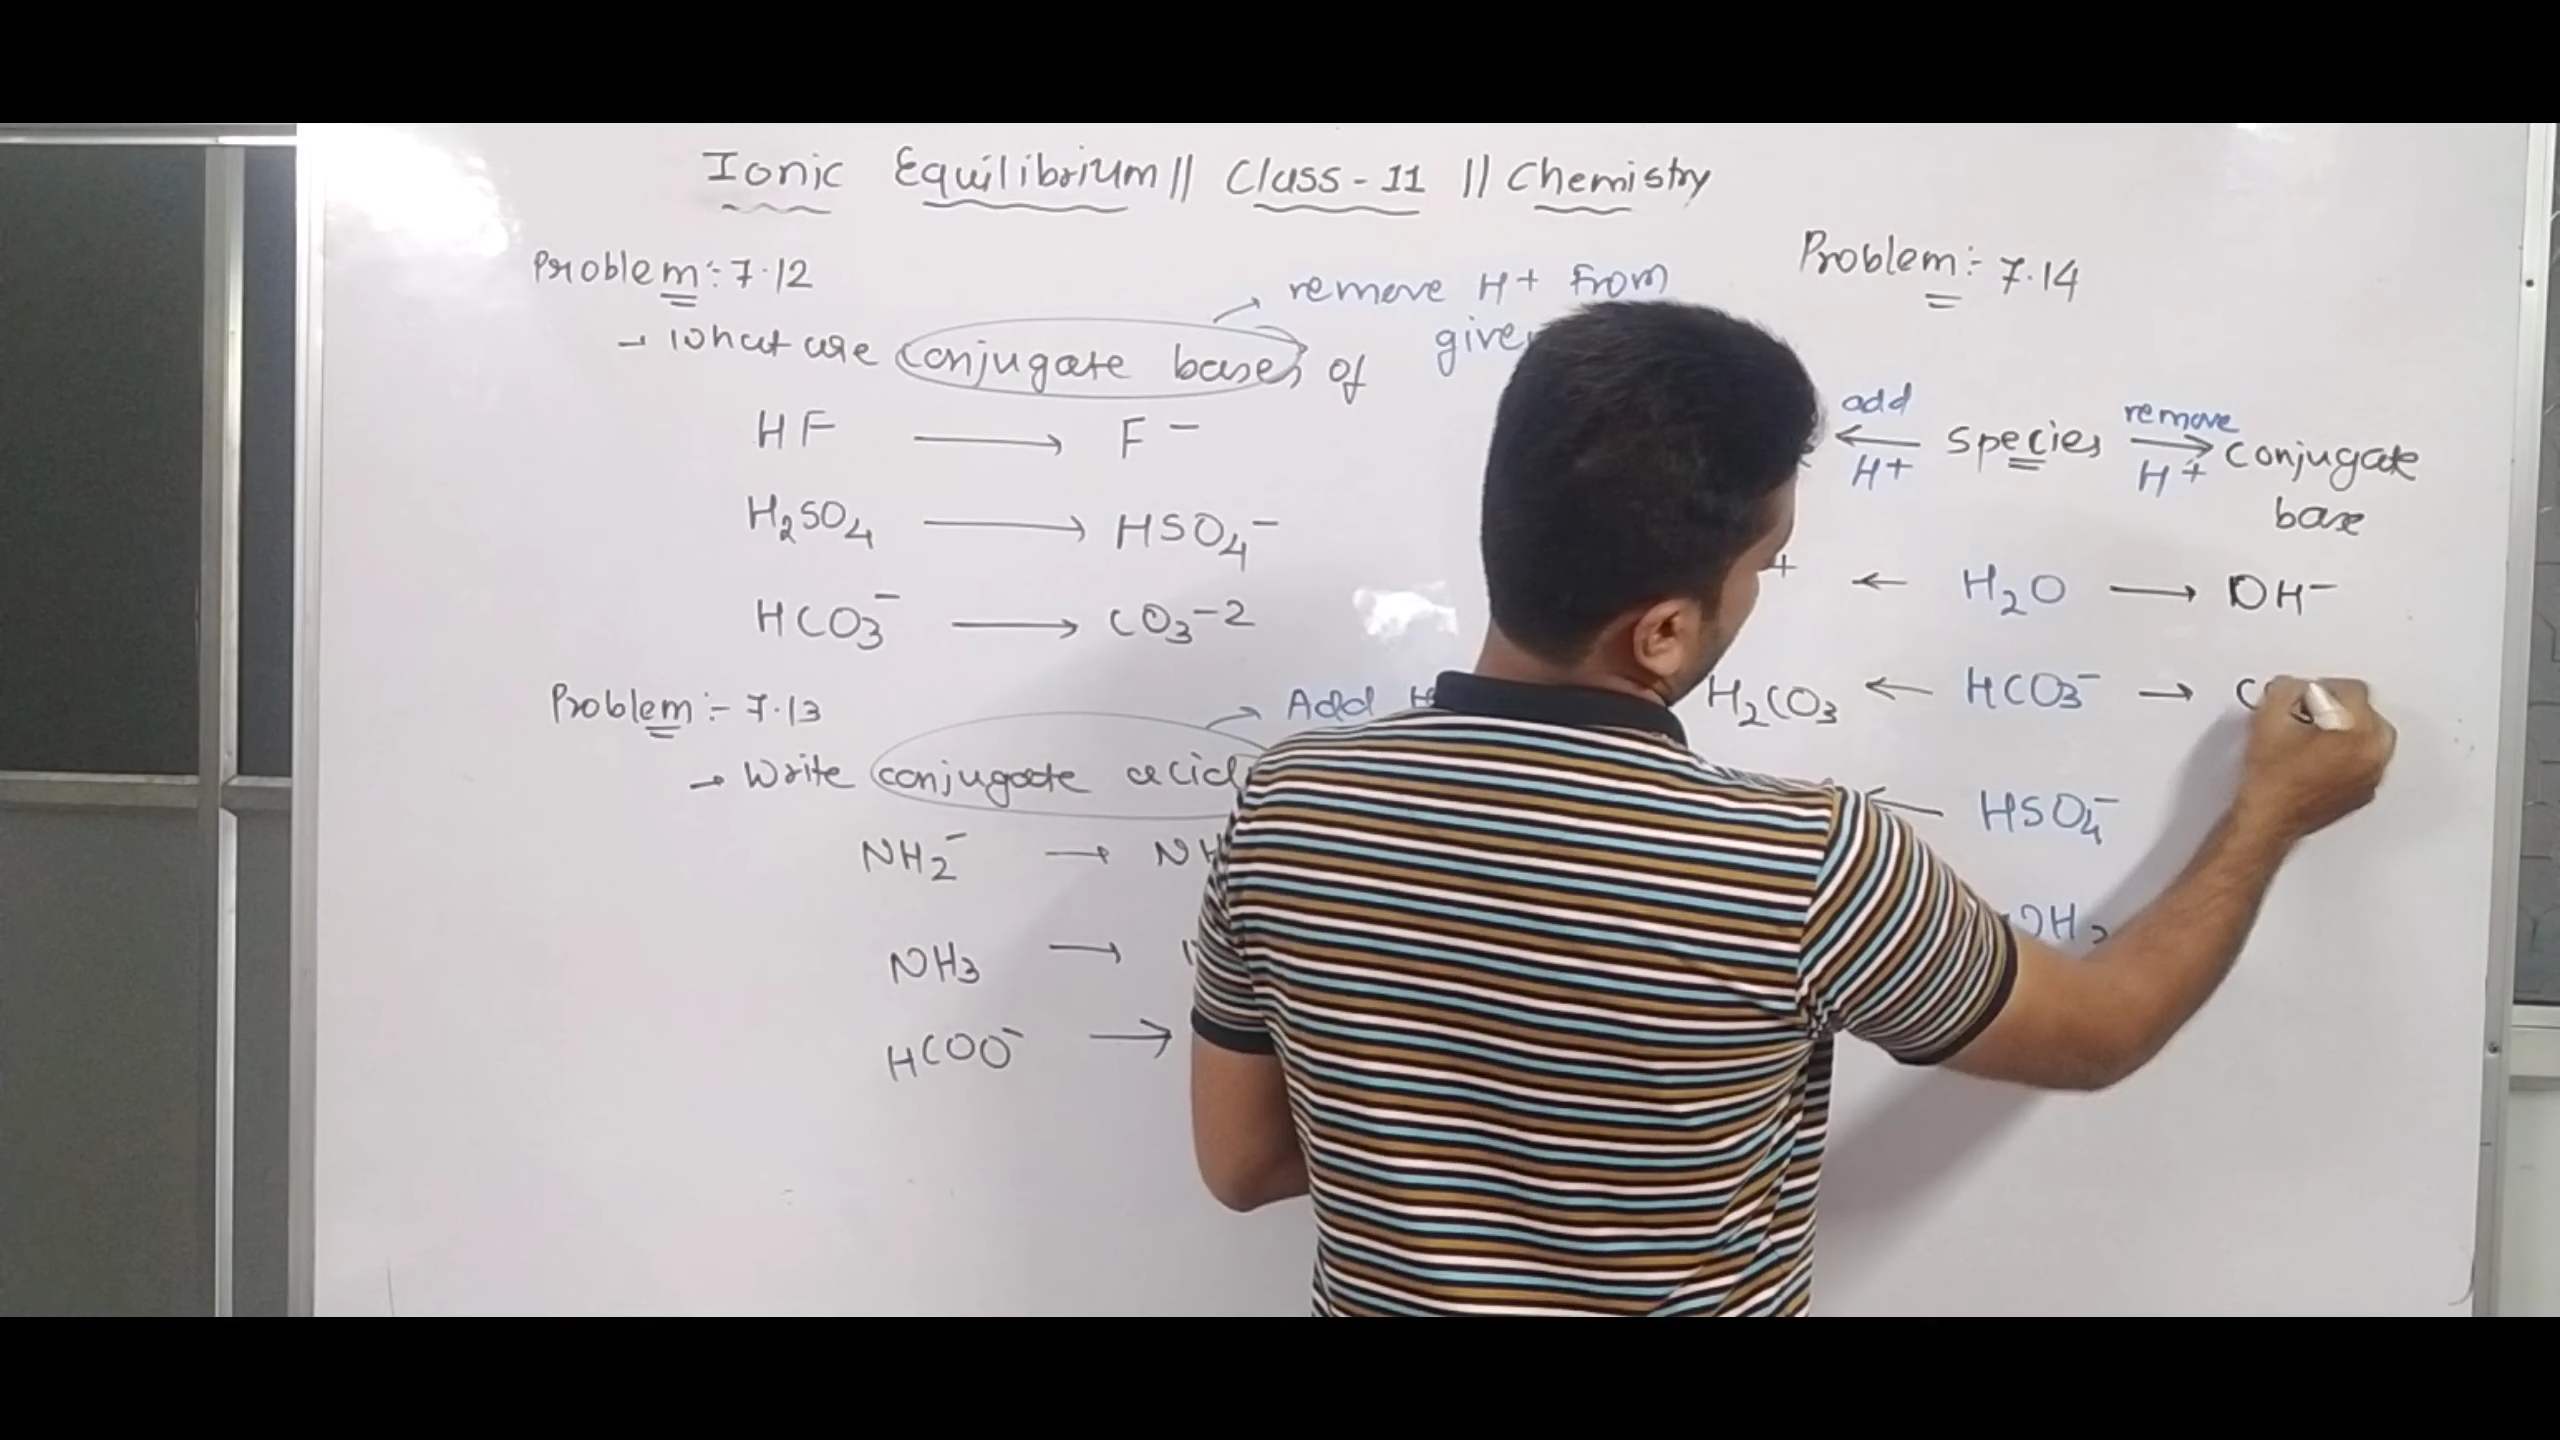 Ionic Equilibrium || Class-11 || Chemistry
Problem:- 7.12
→ What are conjugate bases of
→ remove H+ from
HF → F⁻
H₂SO₄ → HSO₄⁻
HCO₃⁻ → CO₃⁻²
Problem:- 7.13
→ Add
→ Write conjugate acid
NH₂⁻ →
NH₃ →
HCOO⁻ →
Problem:- 7.14
← add H+ species remove H+ → conjugate base
+ ← H₂O → OH⁻
H₂CO₃ ← HCO₃⁻ → C
← HSO₄⁻